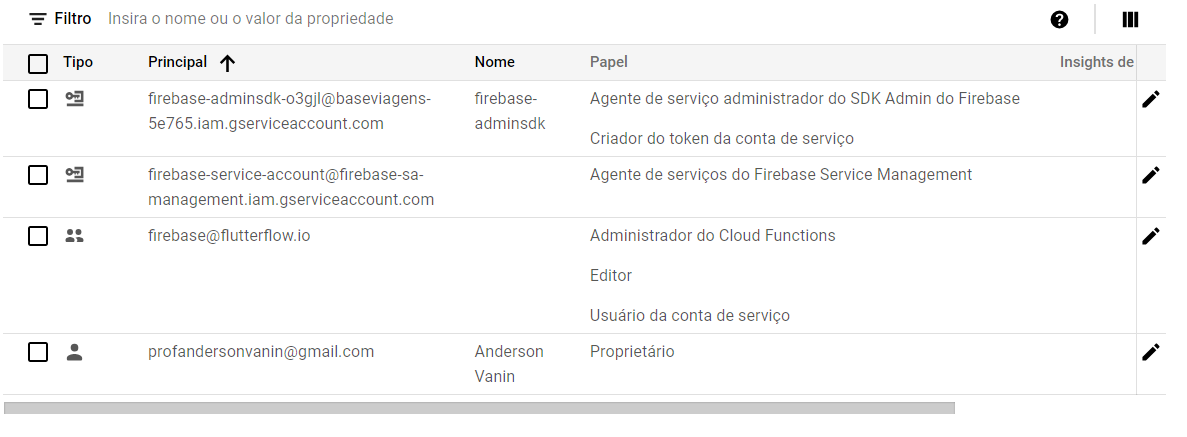 Filtro Insira o nome ou o valor da propriedade
Tipo Principal Nome Papel Insights de
firebase-adminsdk-o3gjl@baseviagens- firebase- Agente de serviço administrador do SDK Admin do Firebase
5e765.iam.gserviceaccount.com adminsdk
Criador do token da conta de serviço
firebase-service-account@firebase-sa- Agente de serviços do Firebase Service Management
management.iam.gserviceaccount.com
firebase@flutterflow.io Administrador do Cloud Functions
Editor
Usuário da conta de serviço
profandersonvanin@gmail.com Anderson Proprietário
Vanin